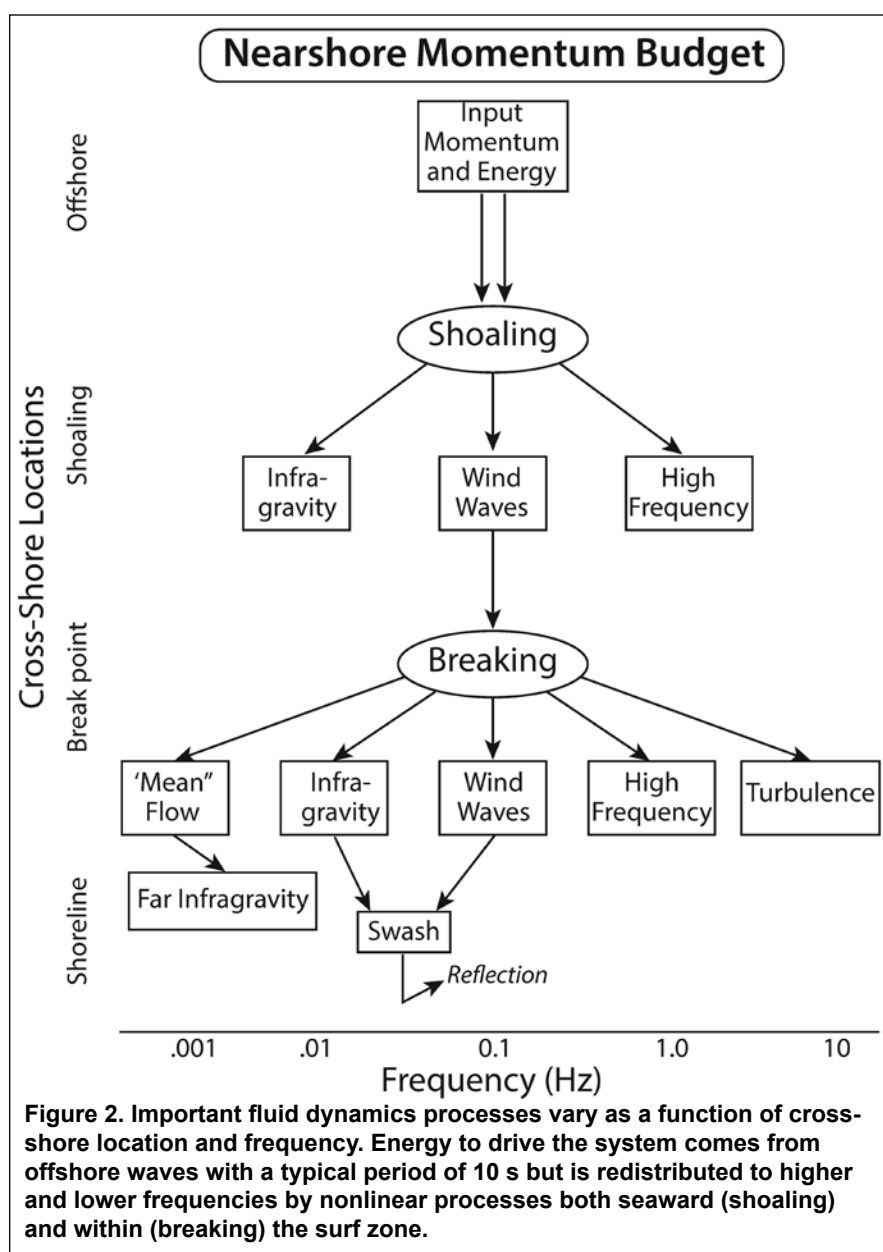 Nearshore Momentum Budget
Offshore
Input
Momentum
and Energy
Cross-Shore Locations
Shoaling
Shoaling
Infra-
gravity
Wind
Waves
High
Frequency
Break point
Breaking
'Mean"
Flow
Infra-
gravity
Wind
Waves
High
Frequency
Turbulence
Shoreline
Far Infragravity
Swash
Reflection
.001 .01 0.1 1.0 10
Frequency (Hz)
Figure 2. Important fluid dynamics processes vary as a function of cross-
shore location and frequency. Energy to drive the system comes from
offshore waves with a typical period of 10 s but is redistributed to higher
and lower frequencies by nonlinear processes both seaward (shoaling)
and within (breaking) the surf zone.